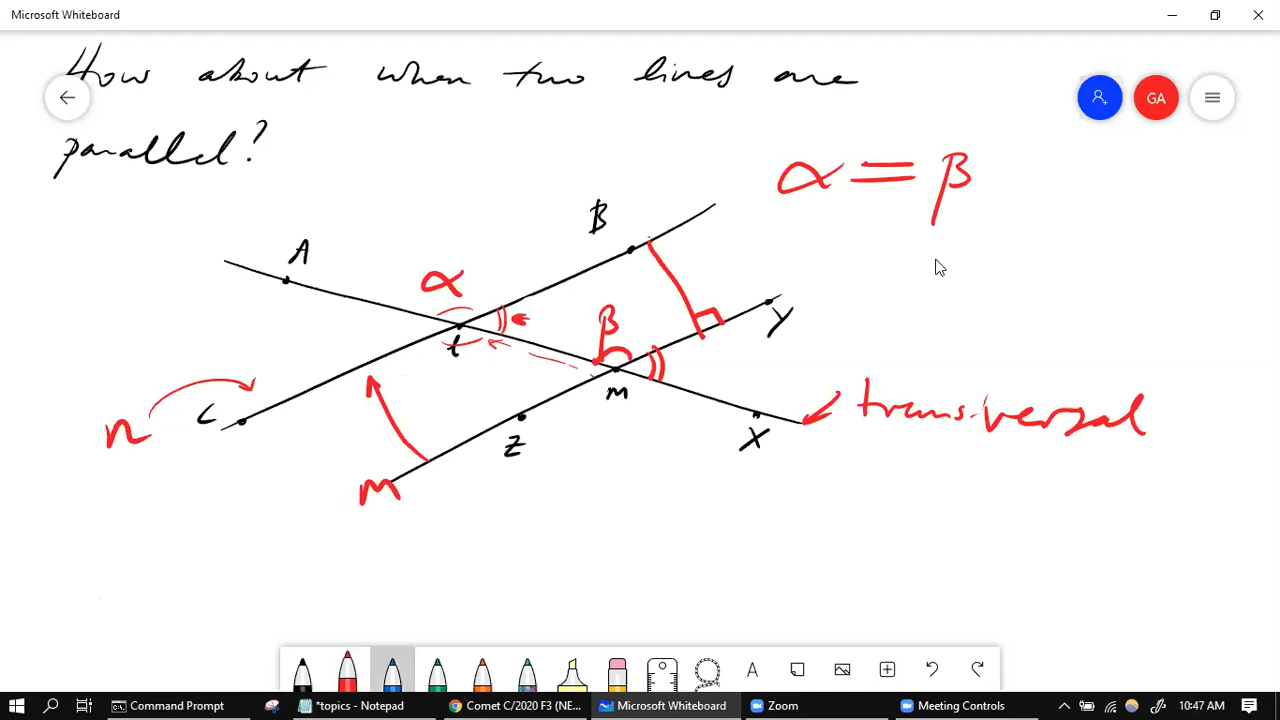 Microsoft Whiteboard
How about when two lines are
parallel?
GA
α = β
B
A
α
β
Y
t
m
n
C
transversal
Z
X
m
A
Command Prompt
*topics - Notepad
Comet C/2020 F3 (NE...
Microsoft Whiteboard
Zoom
Meeting Controls
10:47 AM